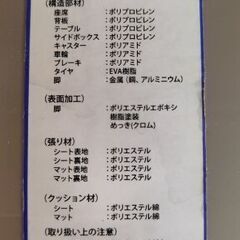 (構造部材)
座席 : ポリプロピレン
背板 : ポリプロピレン
テーブル : ポリプロピレン
サイドボックス : ポリプロピレン
キャスター : ポリアミド
車輪 : ポリアミド
ブレーキ : ポリアミド
タイヤ : EVA樹脂
脚 : 金属 (鋼、アルミニウム)
(表面加工)
脚 : ポリエステルエポキシ
樹脂塗装
めっき(クロム)
(張り材)
シート表地 : ポリエステル
シート裏地 : ポリエステル
マット表地 : ポリエステル
マット裏地 : ポリエステル
(クッション材)
シート : ポリエステル綿
マット : ポリエステル綿
(取り扱い上の注意)